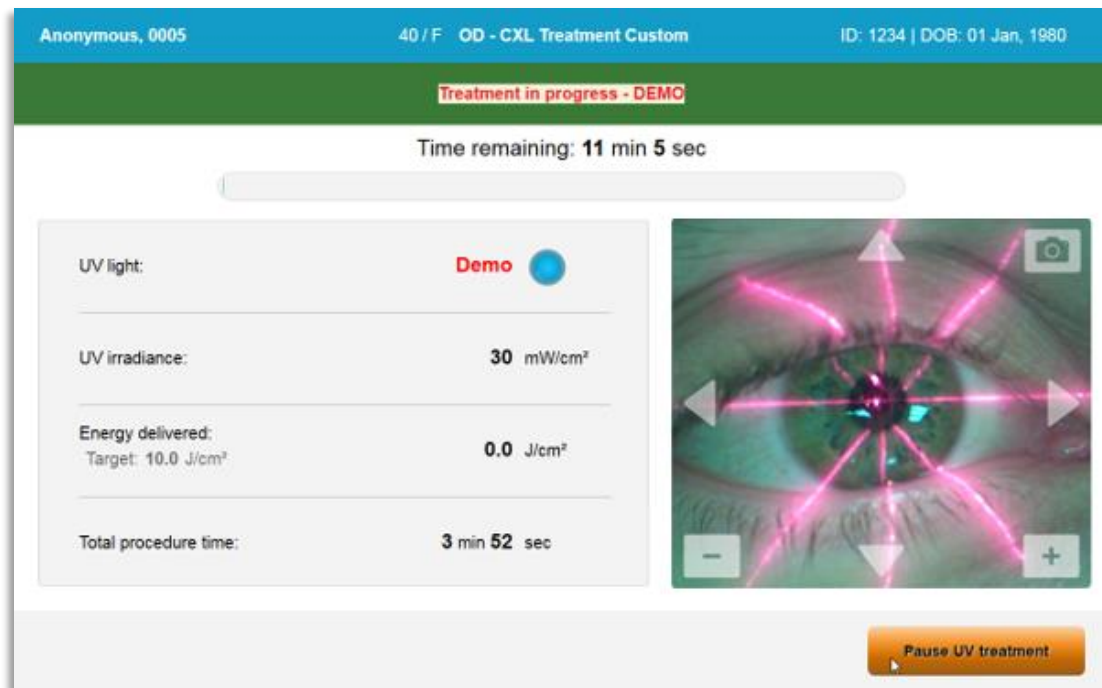 Anonymous, 0005 40 / F OD - CXL Treatment Custom ID: 1234 | DOB: 01 Jan, 1980
Treatment in progress - DEMO
Time remaining: 11 min 5 sec
UV light: Demo
UV irradiance: 30 mW/cm²
Energy delivered:
Target: 10.0 J/cm² 0.0 J/cm²
Total procedure time: 3 min 52 sec
− +
Pause UV treatment